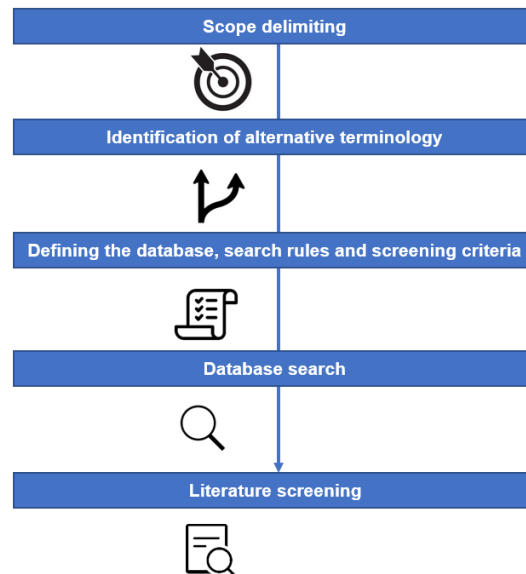 Scope delimiting
Identification of alternative terminology
Defining the database, search rules and screening criteria
Database search
Literature screening